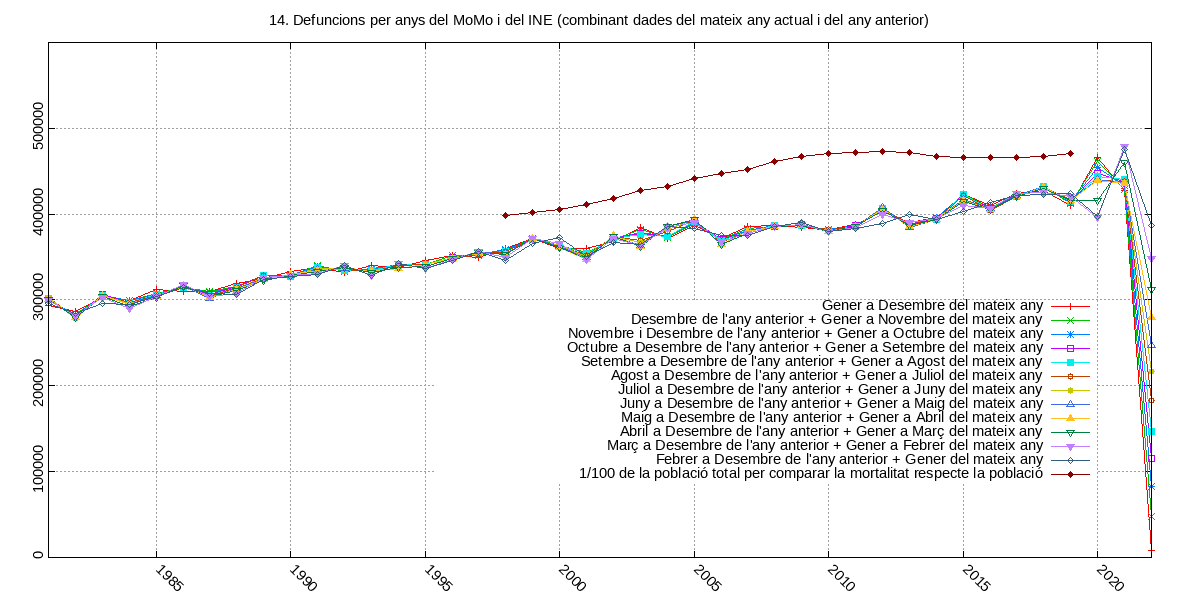 14. Defuncions per anys del MoMo i del INE (combinant dades del mateix any actual i del any anterior)
500000
400000
300000
200000
100000
0
Gener a Desembre del mateix any
Desembre de l'any anterior + Gener a Novembre del mateix any
Novembre i Desembre de l'any anterior + Gener a Octubre del mateix any
Octubre a Desembre de l'any anterior + Gener a Setembre del mateix any
Setembre a Desembre de l'any anterior + Gener a Agost del mateix any
Agost a Desembre de l'any anterior + Gener a Juliol del mateix any
Juliol a Desembre de l'any anterior + Gener a Juny del mateix any
Juny a Desembre de l'any anterior + Gener a Maig del mateix any
Maig a Desembre de l'any anterior + Gener a Abril del mateix any
Abril a Desembre de l'any anterior + Gener a Març del mateix any
Març a Desembre de l'any anterior + Gener a Febrer del mateix any
Febrer a Desembre de l'any anterior + Gener del mateix any
1/100 de la població total per comparar la mortalitat respecte la població
1985
1990
1995
2000
2005
2010
2015
2020